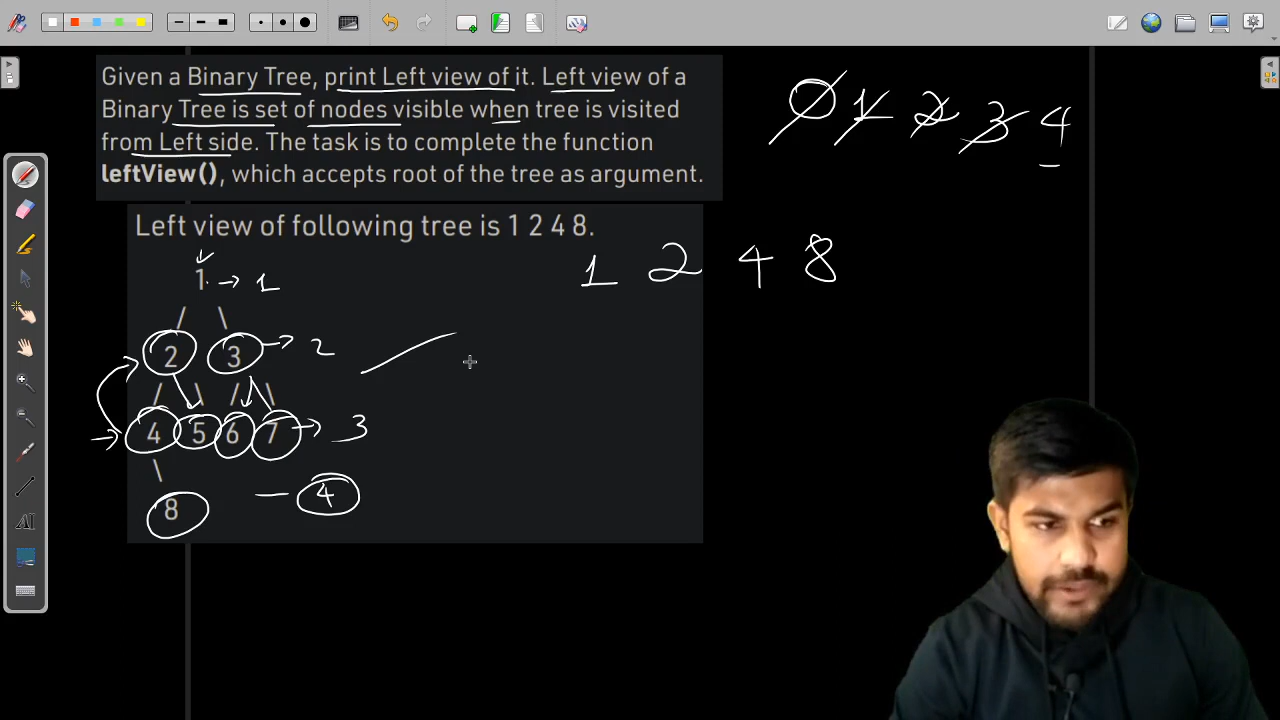 Given a Binary Tree, print Left view of it. Left view of a
Binary Tree is set of nodes visible when tree is visited
from Left side. The task is to complete the function
leftView(), which accepts root of the tree as argument.
0 1 2 3 4
Left view of following tree is 1 2 4 8.
1 2 4 8
1 → 1
/ \
2 3 → 2
/ \ / \
4 5 6 7 → 3
\
8 — 4